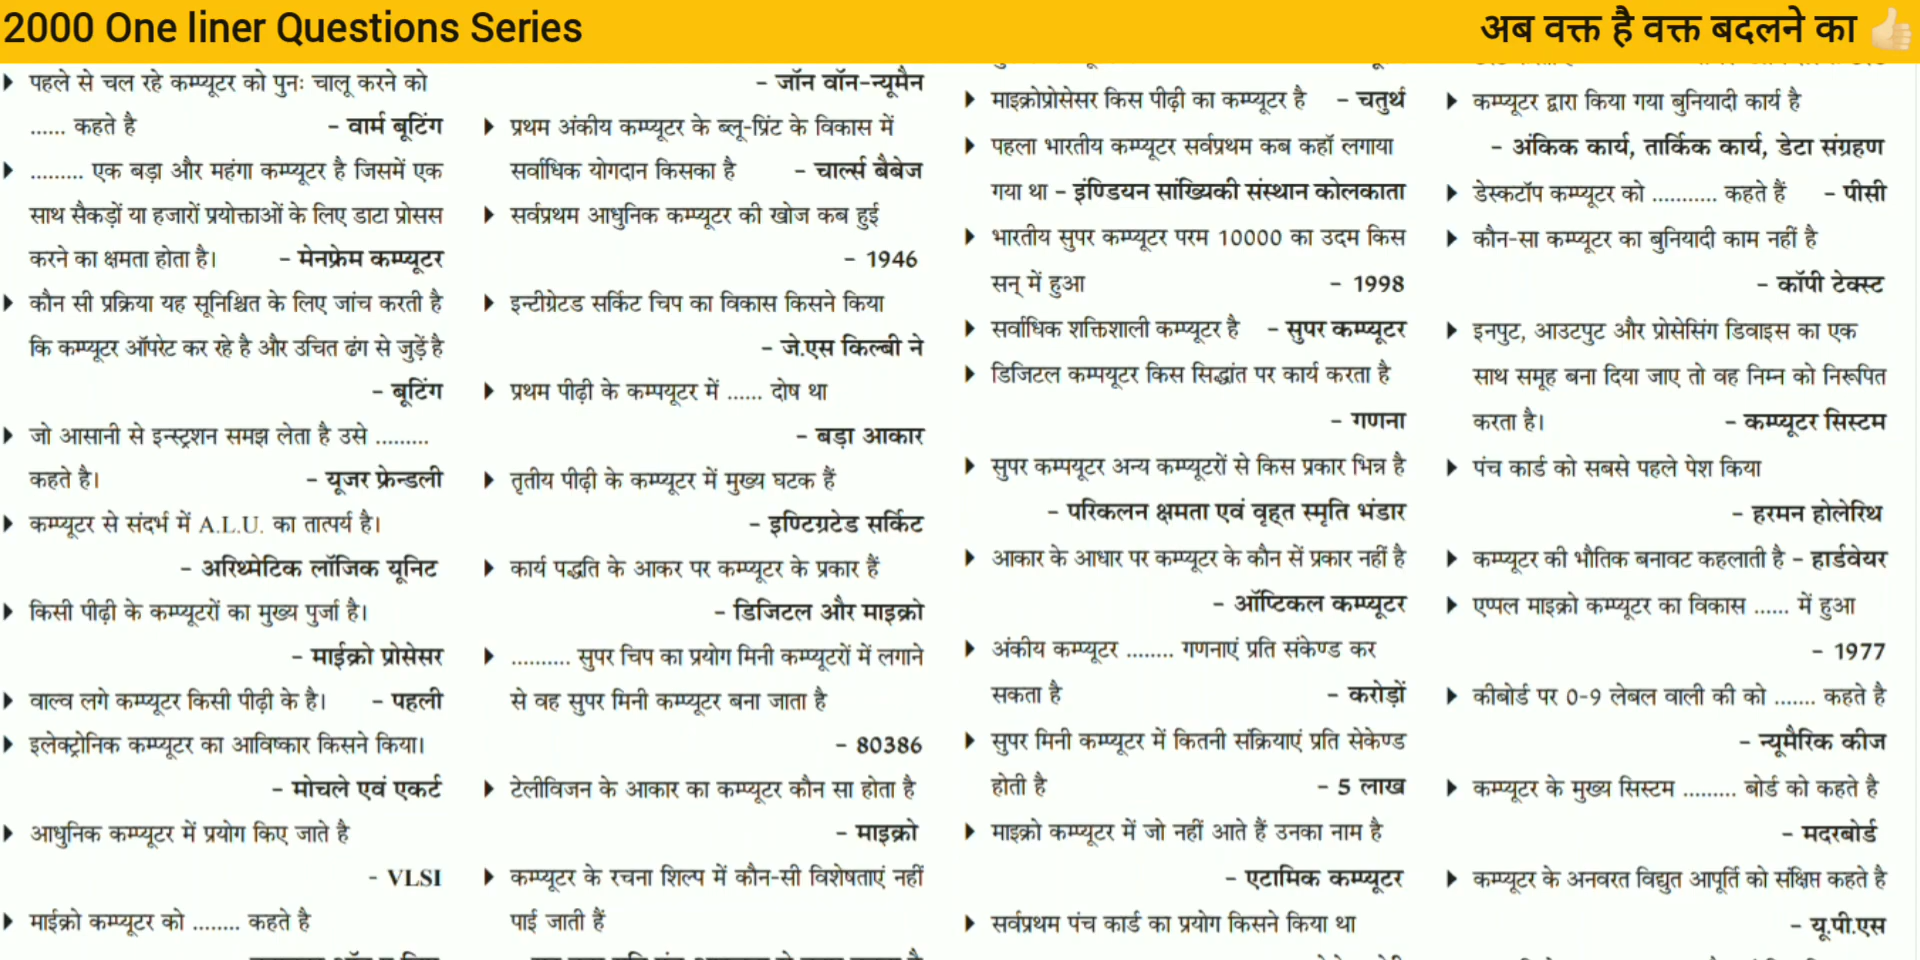 2000 One liner Questions Series
अब वक्त है वक्त बदलने का
पहले से चल रहे कम्प्यूटर को पुनः चालू करने को
...... कहते है – वार्म बूटिंग
......... एक बड़ा और महंगा कम्प्यूटर है जिसमें एक
साथ सैकड़ों या हजारों प्रयोक्ताओं के लिए डाटा प्रोसस
करने का क्षमता होता है। – मेनफ्रेम कम्प्यूटर
कौन सी प्रक्रिया यह सूनिश्चित के लिए जांच करती है
कि कम्प्यूटर ऑपरेट कर रहे है और उचित ढंग से जुड़ें है
– बूटिंग
जो आसानी से इन्स्ट्रशन समझ लेता है उसे .........
कहते है। – यूजर फ्रेन्डली
कम्प्यूटर से संदर्भ में A.L.U. का तात्पर्य है।
– अरिथ्मेटिक लॉजिक यूनिट
किसी पीढ़ी के कम्प्यूटरों का मुख्य पुर्जा है।
– माईक्रो प्रोसेसर
वाल्व लगे कम्प्यूटर किसी पीढ़ी के है। – पहली
इलेक्ट्रोनिक कम्प्यूटर का आविष्कार किसने किया।
– मोचले एवं एकर्ट
आधुनिक कम्प्यूटर में प्रयोग किए जाते है
- VLSI
माईक्रो कम्प्यूटर को ........ कहते है
– जॉन वॉन-न्यूमैन
प्रथम अंकीय कम्प्यूटर के ब्लू-प्रिंट के विकास में
सर्वाधिक योगदान किसका है – चार्ल्स बैबेज
सर्वप्रथम आधुनिक कम्प्यूटर की खोज कब हुई
– 1946
इन्टीग्रेटड सर्किट चिप का विकास किसने किया
– जे.एस किल्बी ने
प्रथम पीढ़ी के कम्पयूटर में ...... दोष था
– बड़ा आकार
तृतीय पीढ़ी के कम्प्यूटर में मुख्य घटक हैं
– इण्टिग्रटेड सर्किट
कार्य पद्धति के आकर पर कम्प्यूटर के प्रकार हैं
– डिजिटल और माइक्रो
.......... सुपर चिप का प्रयोग मिनी कम्प्यूटरों में लगाने
से वह सुपर मिनी कम्प्यूटर बना जाता है
– 80386
टेलीविजन के आकार का कम्प्यूटर कौन सा होता है
– माइक्रो
कम्प्यूटर के रचना शिल्प में कौन-सी विशेषताएं नहीं
पाई जाती हैं
माइक्रोप्रोसेसर किस पीढ़ी का कम्प्यूटर है – चतुर्थ
पहला भारतीय कम्प्यूटर सर्वप्रथम कब कहॉ लगाया
गया था – इंण्डियन सांख्यिकी संस्थान कोलकाता
भारतीय सुपर कम्प्यूटर परम 10000 का उदम किस
सन् में हुआ – 1998
सर्वाधिक शक्तिशाली कम्प्यूटर है – सुपर कम्प्यूटर
डिजिटल कम्पयूटर किस सिद्धांत पर कार्य करता है
– गणना
सुपर कम्पयूटर अन्य कम्प्यूटरों से किस प्रकार भिन्न है
– परिकलन क्षमता एवं वृहत स्मृति भंडार
आकार के आधार पर कम्प्यूटर के कौन सें प्रकार नहीं है
– ऑप्टिकल कम्प्यूटर
अंकीय कम्प्यूटर ........ गणनाएं प्रति संकेण्ड कर
सकता है – करोड़ों
सुपर मिनी कम्प्यूटर में कितनी संक्रियाएं प्रति सेकेण्ड
होती है – 5 लाख
माइक्रो कम्प्यूटर में जो नहीं आते हैं उनका नाम है
– एटामिक कम्प्यूटर
सर्वप्रथम पंच कार्ड का प्रयोग किसने किया था
कम्प्यूटर द्वारा किया गया बुनियादी कार्य है
– अंकिक कार्य, तार्किक कार्य, डेटा संग्रहण
डेस्कटॉप कम्प्यूटर को ........... कहते हैं – पीसी
कौन-सा कम्प्यूटर का बुनियादी काम नहीं है
– कॉपी टेक्स्ट
इनपुट, आउटपुट और प्रोसेसिंग डिवाइस का एक
साथ समूह बना दिया जाए तो वह निम्न को निरूपित
करता है। – कम्प्यूटर सिस्टम
पंच कार्ड को सबसे पहले पेश किया
– हरमन होलेरिथ
कम्प्यूटर की भौतिक बनावट कहलाती है – हार्डवेयर
एप्पल माइक्रो कम्प्यूटर का विकास ...... में हुआ
– 1977
कीबोर्ड पर 0-9 लेबल वाली की को ....... कहते है
– न्यूमैरिक कीज
कम्प्यूटर के मुख्य सिस्टम ......... बोर्ड को कहते है
– मदरबोर्ड
कम्प्यूटर के अनवरत विद्युत आपूर्ति को संक्षिप्त कहते है
– यू.पी.एस